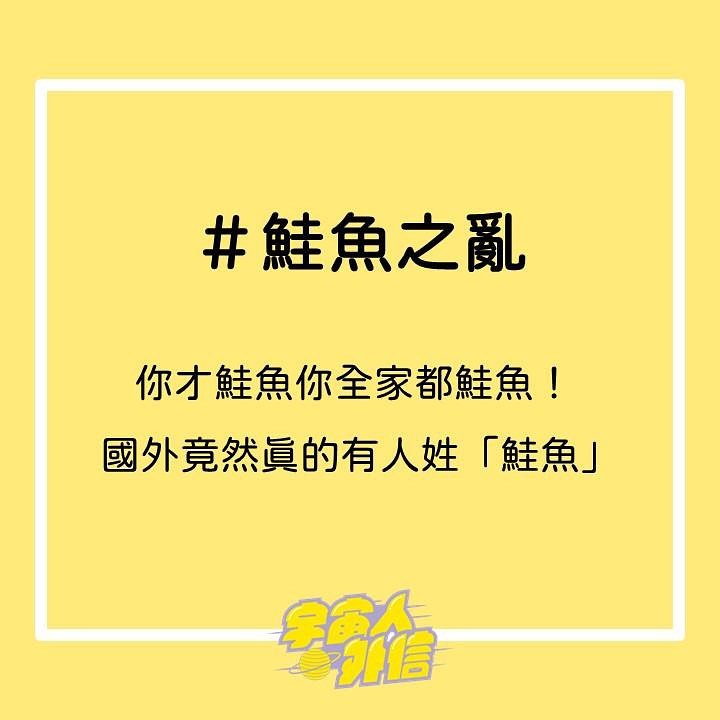 ＃鮭魚之亂
你才鮭魚你全家都鮭魚！
國外竟然真的有人姓「鮭魚」
宇宙人
外信